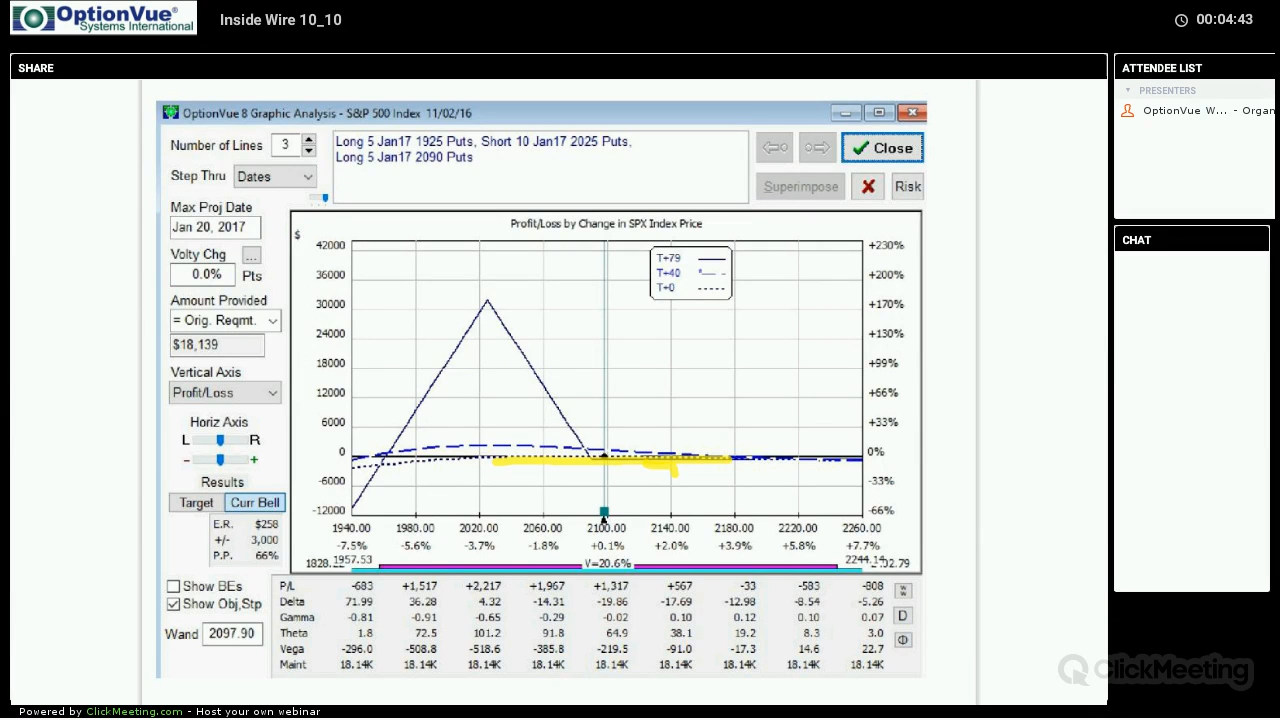 OptionVue
Systems International
Inside Wire 10_10
00:04:43
SHARE
ATTENDEE LIST
PRESENTERS
OptionVue W... - Organ
CHAT
OptionVue 8 Graphic Analysis - S&P 500 Index 11/02/16
Number of Lines 3
Long 5 Jan17 1925 Puts, Short 10 Jan17 2025 Puts,
Long 5 Jan17 2090 Puts
Close
Step Thru Dates
Superimpose
Risk
Max Proj Date
Jan 20, 2017
Volty Chg ...
0.0% Pts
Amount Provided
= Orig. Reqmt.
$18,139
Vertical Axis
Profit/Loss
Horiz Axis
L R
- +
Results
Target Curr Bell
E.R. $258
+/- 3,000
P.P. 66%
Show BEs
Show Obj,Stp
Wand 2097.90
Profit/Loss by Change in SPX Index Price
$
T+79
T+40
T+0
42000 +230%
36000 +200%
30000 +170%
24000 +130%
18000 +99%
12000 +66%
6000 +33%
0 0%
-6000 -33%
-12000 -66%
1940.00 1980.00 2020.00 2060.00 2100.00 2140.00 2180.00 2220.00 2260.00
-7.5% -5.6% -3.7% -1.8% +0.1% +2.0% +3.9% +5.8% +7.7%
1957.53
V=20.6%
P/L -683 +1,517 +2,217 +1,967 +1,317 +567 -33 -583 -808
Delta 71.99 36.28 4.32 -14.31 -19.86 -17.69 -12.98 -8.54 -5.26
Gamma -0.81 -0.91 -0.65 -0.29 -0.02 0.10 0.12 0.10 0.07
Theta 1.8 72.5 101.2 91.8 64.9 38.1 19.2 8.3 3.0
Vega -296.0 -508.8 -518.6 -385.8 -219.5 -91.0 -17.3 14.6 22.7
Maint 18.14K 18.14K 18.14K 18.14K 18.14K 18.14K 18.14K 18.14K 18.14K
D
ClickMeeting
Powered by ClickMeeting.com - Host your own webinar